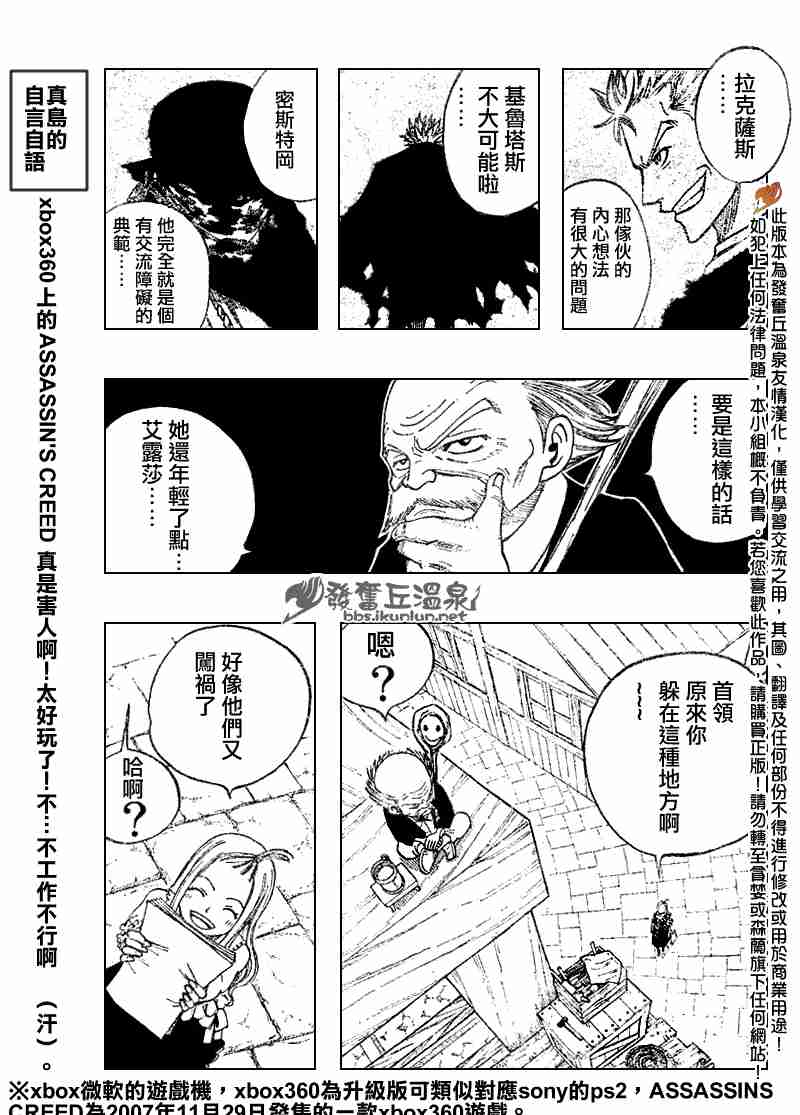 拉克薩斯
……
那傢伙的
內心想法
有很大的問題
基魯塔斯
不大可能啦
密斯特岡
他完全就是個
有交流障礙的
典範……
要是這樣的話
……
她還年輕了點…
艾露莎……
首領
原來你
躲在這種地方啊
~~~
嗯?
好像他們又
闖禍了
哈啊?
真島的
自言自語
xbox360上的ASSASSIN'S CREED 真是害人啊!太好玩了!不…不工作不行啊 (汗)。
此版本為發奮丘溫泉友情漢化,僅供學習交流之用,其圖、翻譯及任何部份不得進行修改或用於商業用途!
如犯上任何法律問題,本小組概不負責。若您喜歡此作品,請購買正版!請勿轉至貪婪或森蘭旗下任何網站!
發奮丘溫泉
bbs.ikunlun.net
※xbox微軟的遊戲機,xbox360為升級版可類似對應sony的ps2,ASSASSINS
CREED為2007年11月29日發售的一款xbox360遊戲。